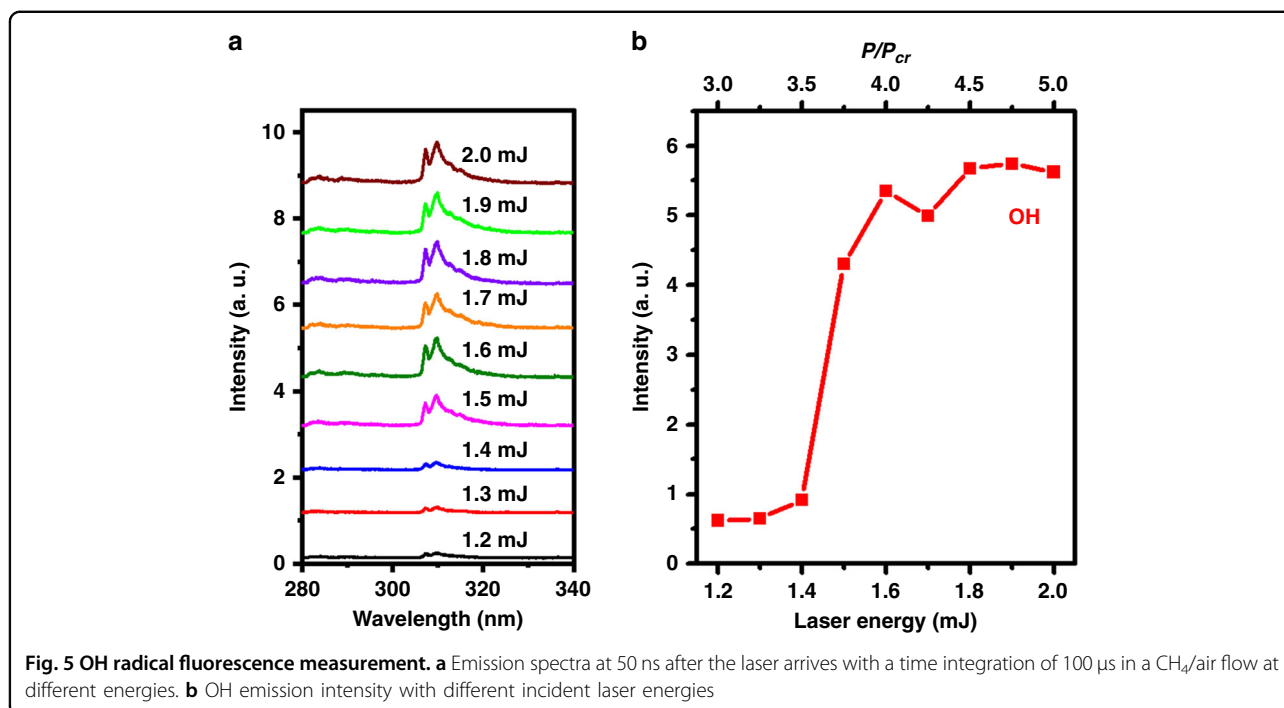 a
10
8
6
4
2
0
Intensity (a. u.)
2.0 mJ
1.9 mJ
1.8 mJ
1.7 mJ
1.6 mJ
1.5 mJ
1.4 mJ
1.3 mJ
1.2 mJ
280 300 320 340
Wavelength (nm)
b
P/Pcr
3.0 3.5 4.0 4.5 5.0
6
5
4
3
2
1
0
Intensity (a. u.)
OH
1.2 1.4 1.6 1.8 2.0
Laser energy (mJ)
Fig. 5 OH radical fluorescence measurement. a Emission spectra at 50 ns after the laser arrives with a time integration of 100 µs in a CH₄/air flow at
different energies. b OH emission intensity with different incident laser energies